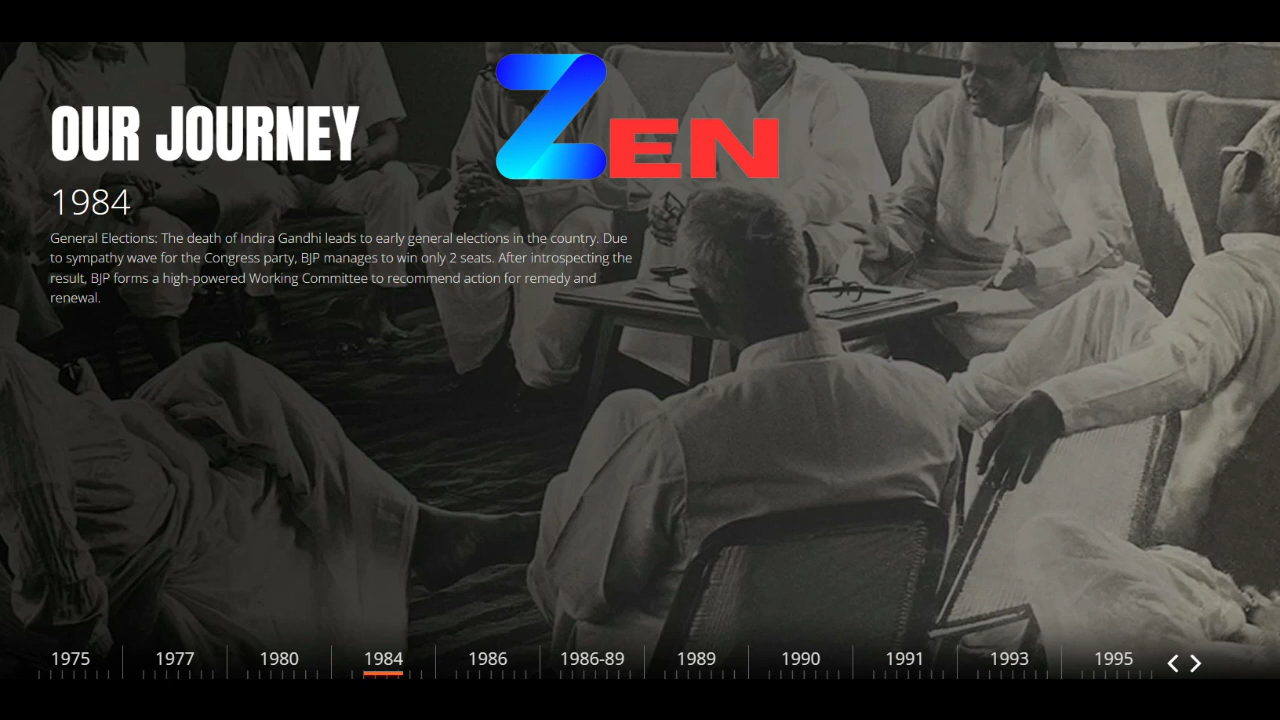 ZEN
OUR JOURNEY
1984
General Elections: The death of Indira Gandhi leads to early general elections in the country. Due
to sympathy wave for the Congress party, BJP manages to win only 2 seats. After introspecting the
result, BJP forms a high-powered Working Committee to recommend action for remedy and
renewal.
1975 1977 1980 1984 1986 1986-89 1989 1990 1991 1993 1995